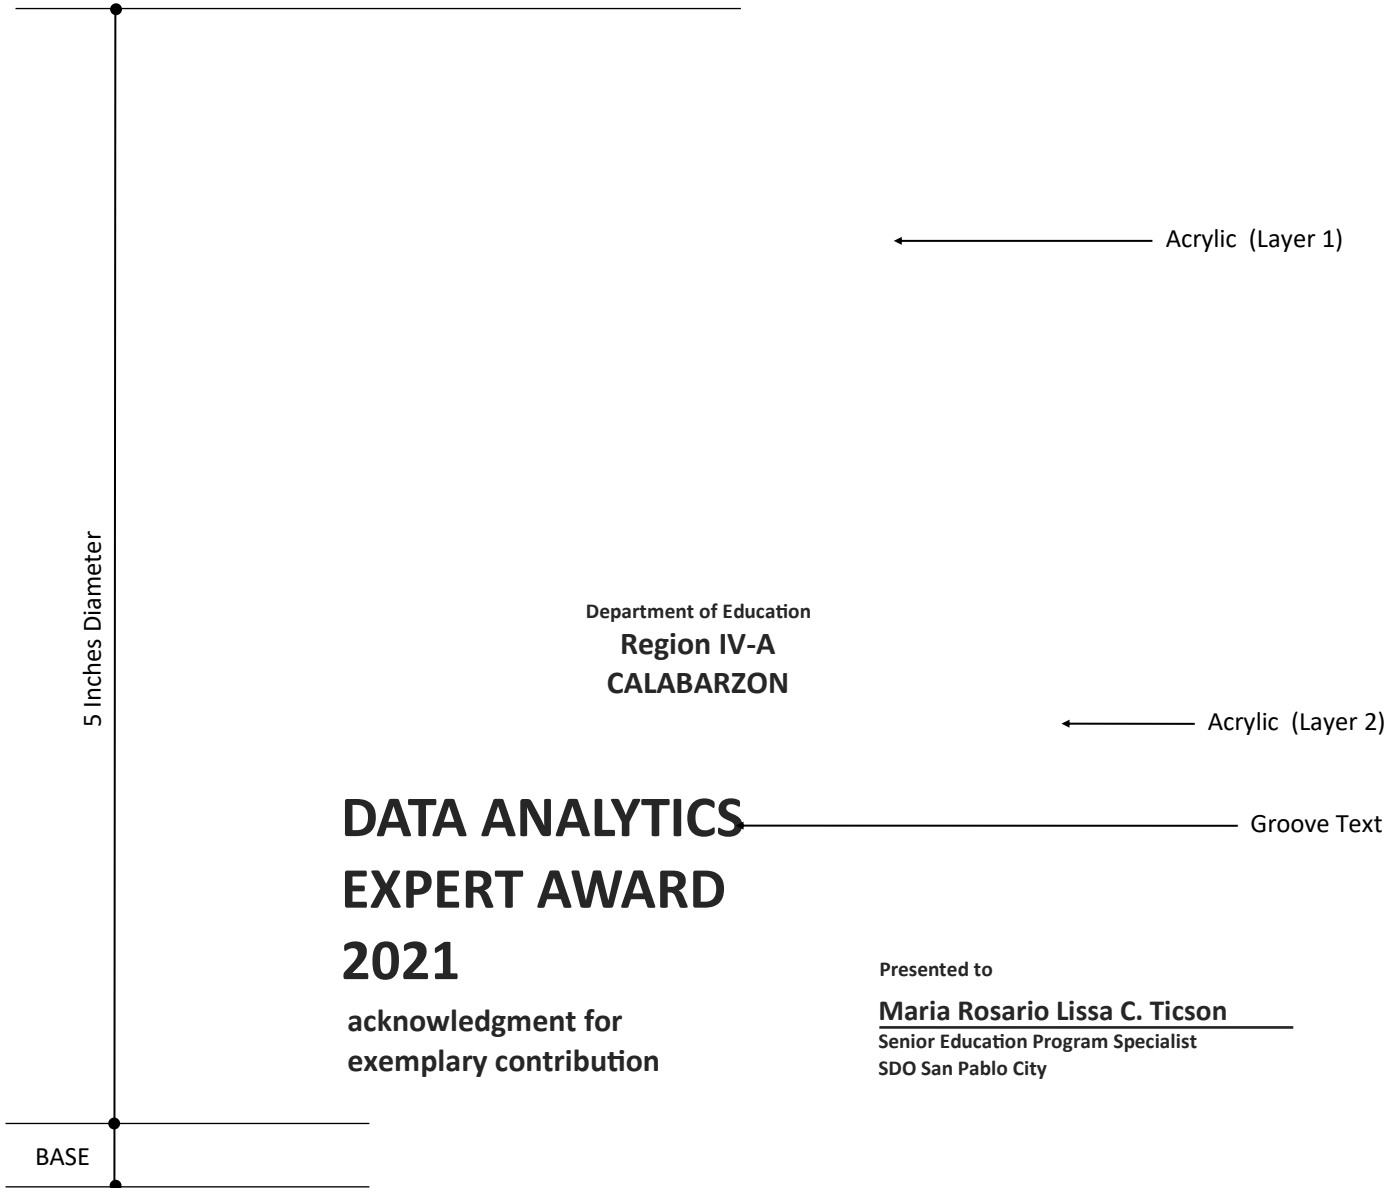 Acrylic  (Layer 1)
5 Inches Diameter
Department of Education
Region IV-A
CALABARZON
Acrylic  (Layer 2)
DATA ANALYTICS
EXPERT AWARD
2021
Groove Text
acknowledgment for
exemplary contribution
Presented to
Maria Rosario Lissa C. Ticson
Senior Education Program Specialist
SDO San Pablo City
BASE